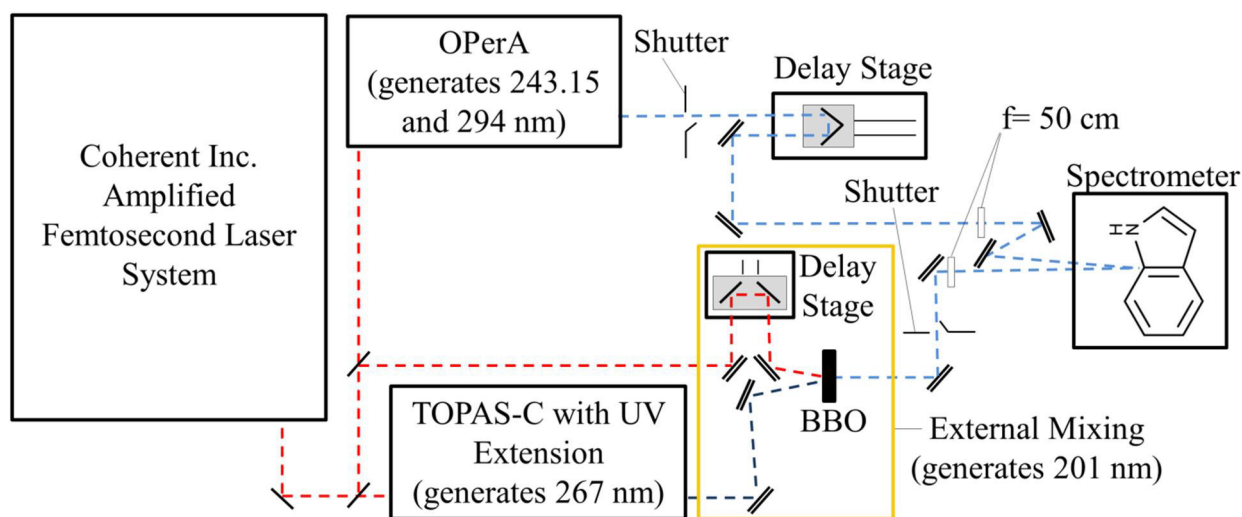 Coherent Inc.
Amplified
Femtosecond Laser
System
OPerA
(generates 243.15
and 294 nm)
Shutter
Delay Stage
f= 50 cm
Shutter
Spectrometer
H
N
Delay
Stage
BBO
TOPAS-C with UV
Extension
(generates 267 nm)
External Mixing
(generates 201 nm)